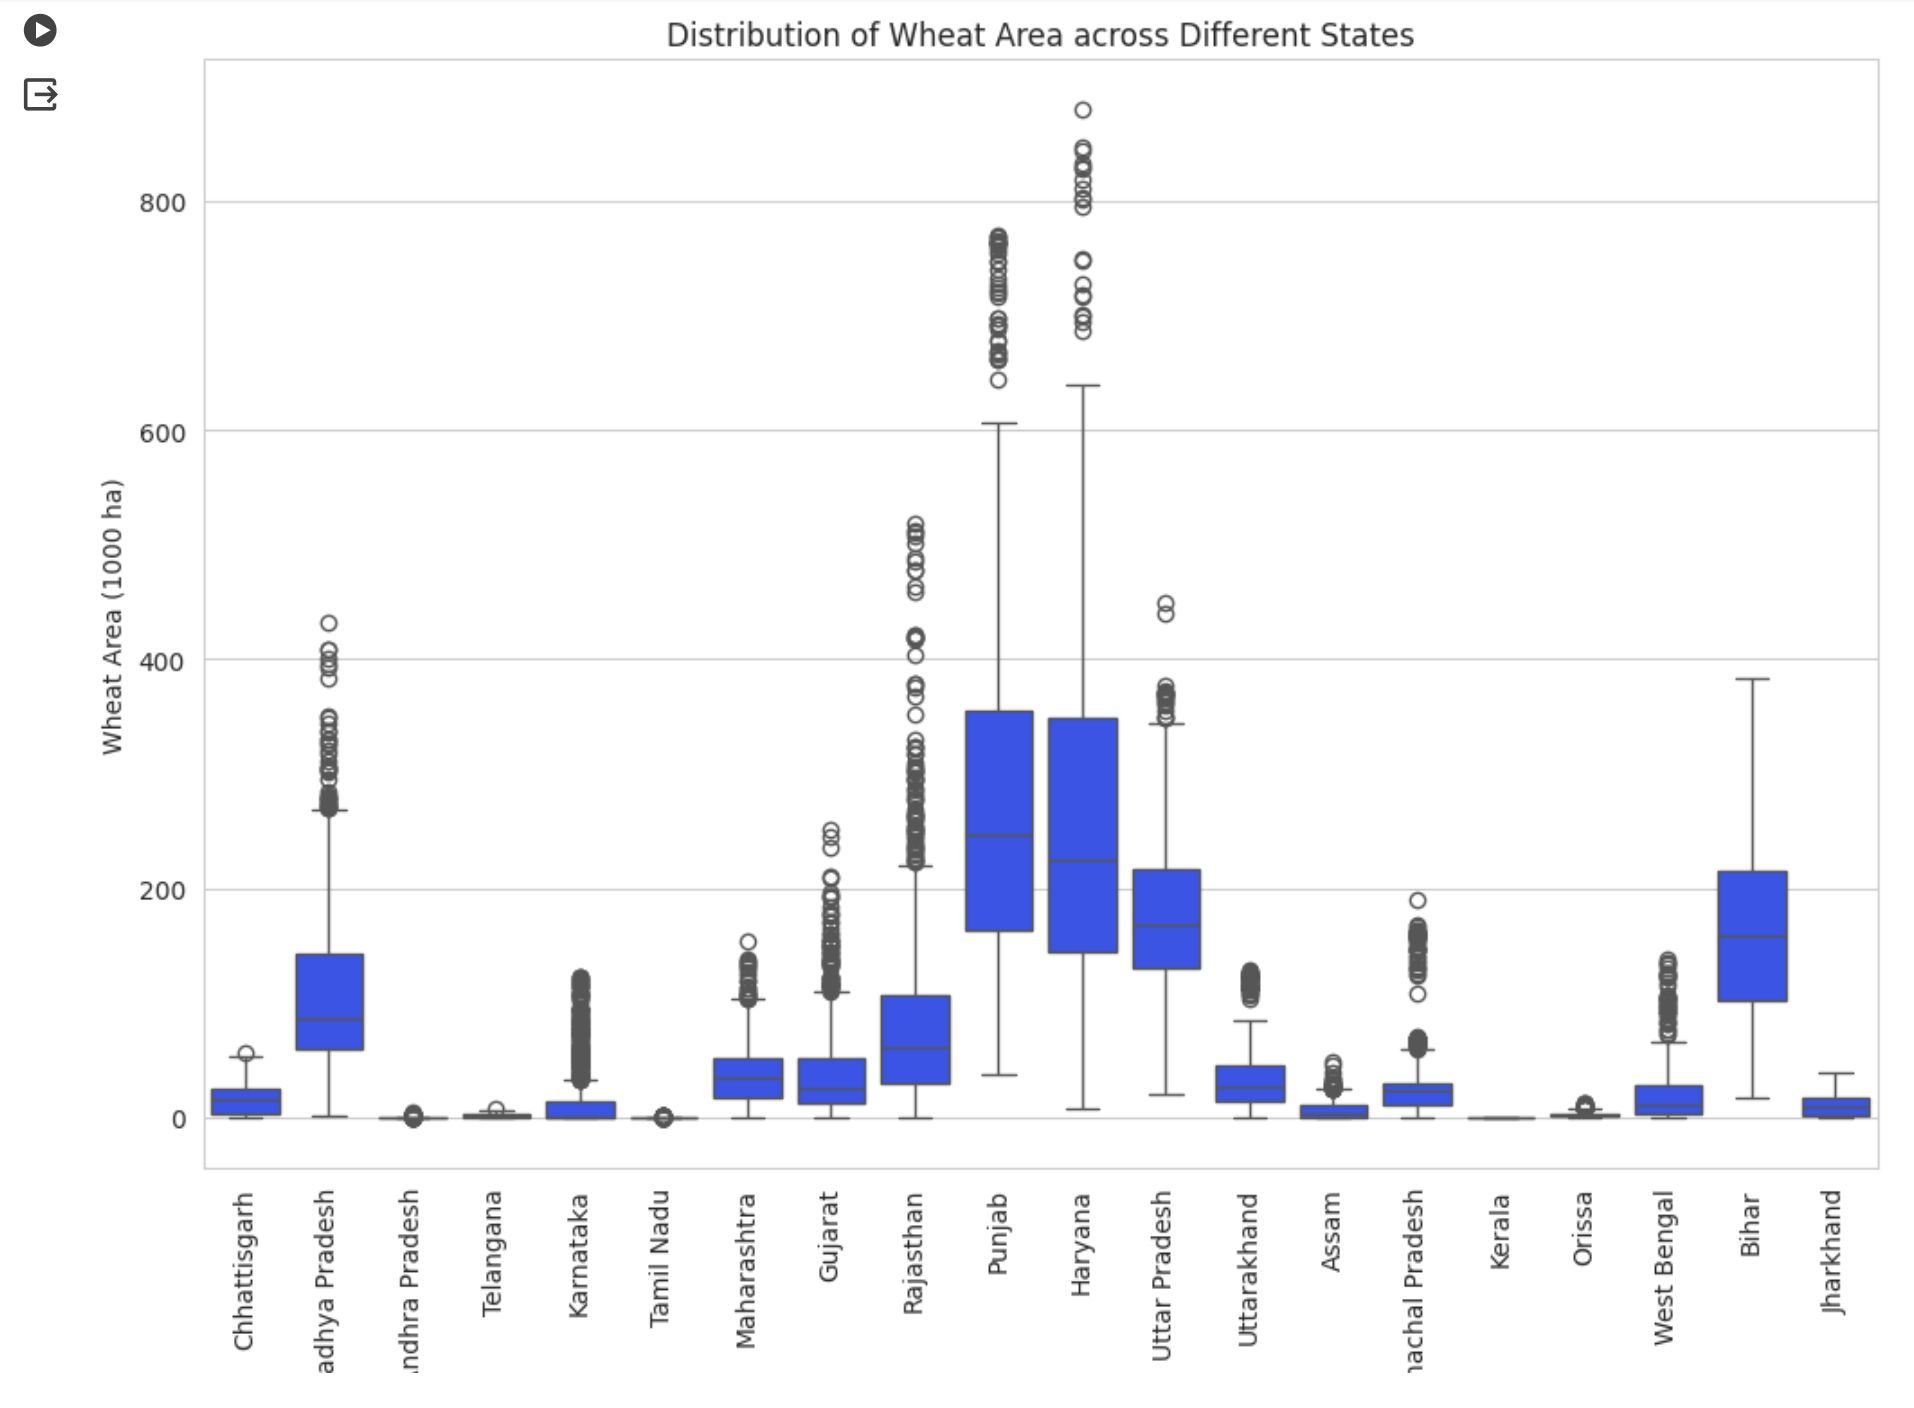 Distribution of Wheat Area across Different States
Wheat Area (1000 ha)
800
600
400
200
0
Chhattisgarh
adhya Pradesh
ndhra Pradesh
Telangana
Karnataka
Tamil Nadu
Maharashtra
Gujarat
Rajasthan
Punjab
Haryana
Uttar Pradesh
Uttarakhand
Assam
achal Pradesh
Kerala
Orissa
West Bengal
Bihar
Jharkhand